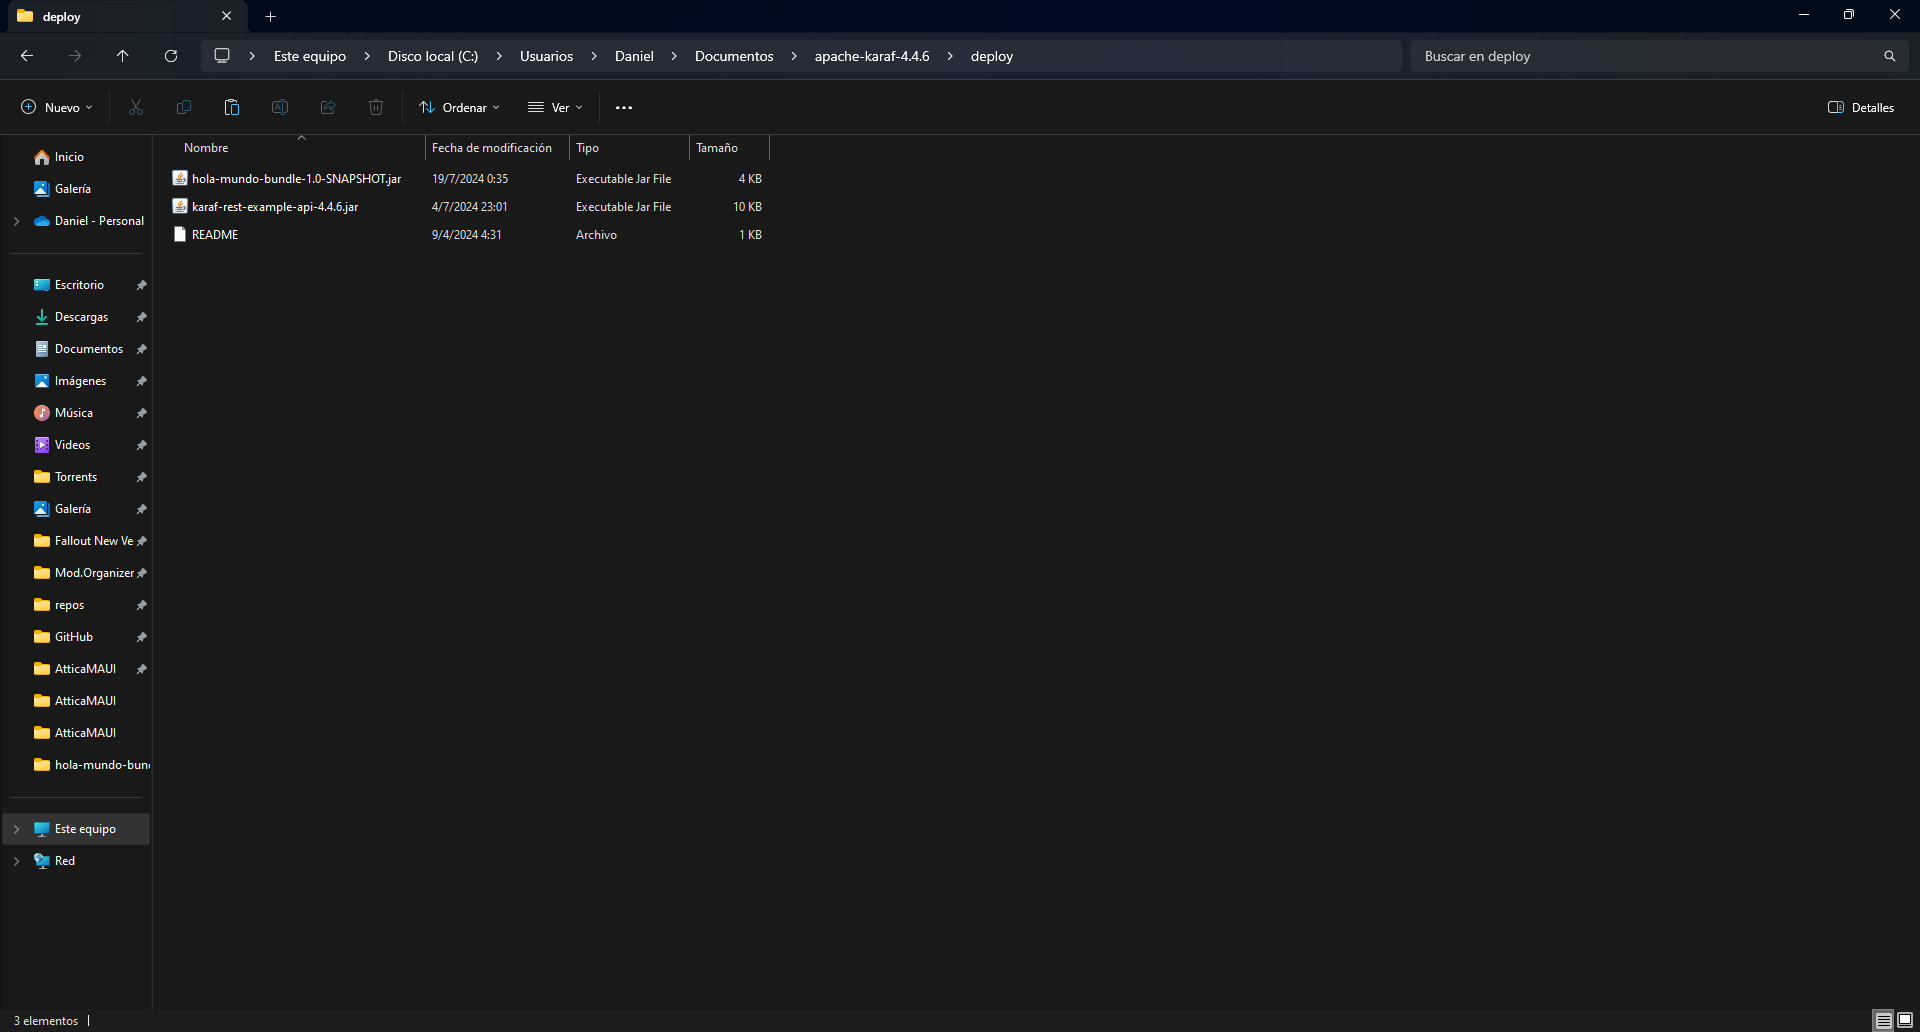 deploy
Este equipo > Disco local (C:) > Usuarios > Daniel > Documentos > apache-karaf-4.4.6 > deploy
Buscar en deploy
Nuevo
Ordenar
Ver
Detalles
Nombre Fecha de modificación Tipo Tamaño
hola-mundo-bundle-1.0-SNAPSHOT.jar 19/7/2024 0:35 Executable Jar File 4 KB
karaf-rest-example-api-4.4.6.jar 4/7/2024 23:01 Executable Jar File 10 KB
README 9/4/2024 4:31 Archivo 1 KB
Inicio
Galería
Daniel - Personal
Escritorio
Descargas
Documentos
Imágenes
Música
Videos
Torrents
Galería
Fallout New Ve
Mod.Organizer
repos
GitHub
AtticaMAUI
AtticaMAUI
AtticaMAUI
hola-mundo-bun
Este equipo
Red
3 elementos